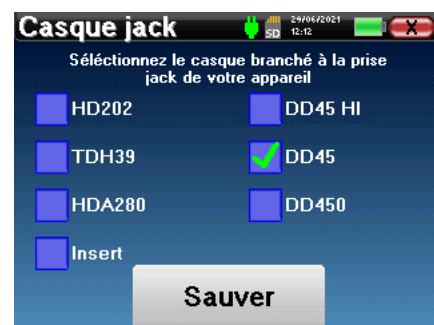 Casque jack
SD
29/06/2021
12:12
X
Séléctionnez le casque branché à la prise
jack de votre appareil
HD202
DD45 HI
TDH39
DD45
HDA280
DD450
Insert
Sauver